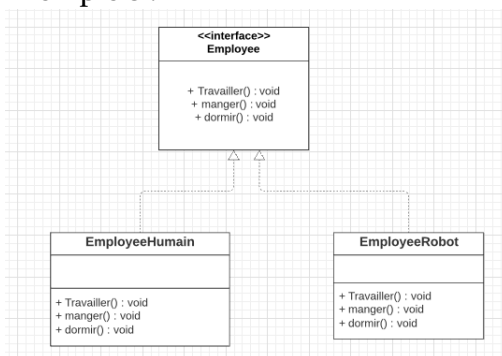 <<interface>>
Employee
+ Travailler() : void
+ manger() : void
+ dormir() : void
EmployeeHumain
+ Travailler() : void
+ manger() : void
+ dormir() : void
EmployeeRobot
+ Travailler() : void
+ manger() : void
+ dormir() : void